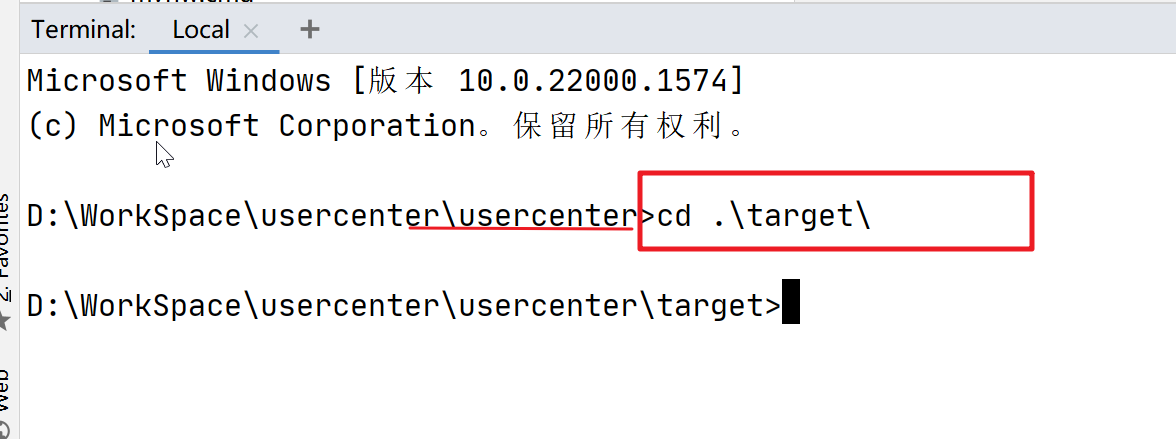 Terminal: Local
Microsoft Windows [版本 10.0.22000.1574]
(c) Microsoft Corporation。保留所有权利。
D:\WorkSpace\usercenter\usercenter>cd .\target\
D:\WorkSpace\usercenter\usercenter\target>
2: Favorites
Web